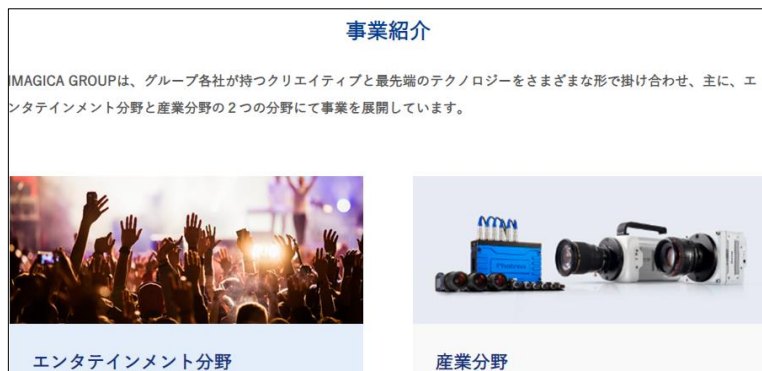 事業紹介
IMAGICA GROUPは、グループ各社が持つクリエイティブと最先端のテクノロジーをさまざまな形で掛け合わせ、主に、エ
ンタテインメント分野と産業分野の２つの分野にて事業を展開しています。
Photron
エンタテインメント分野
産業分野